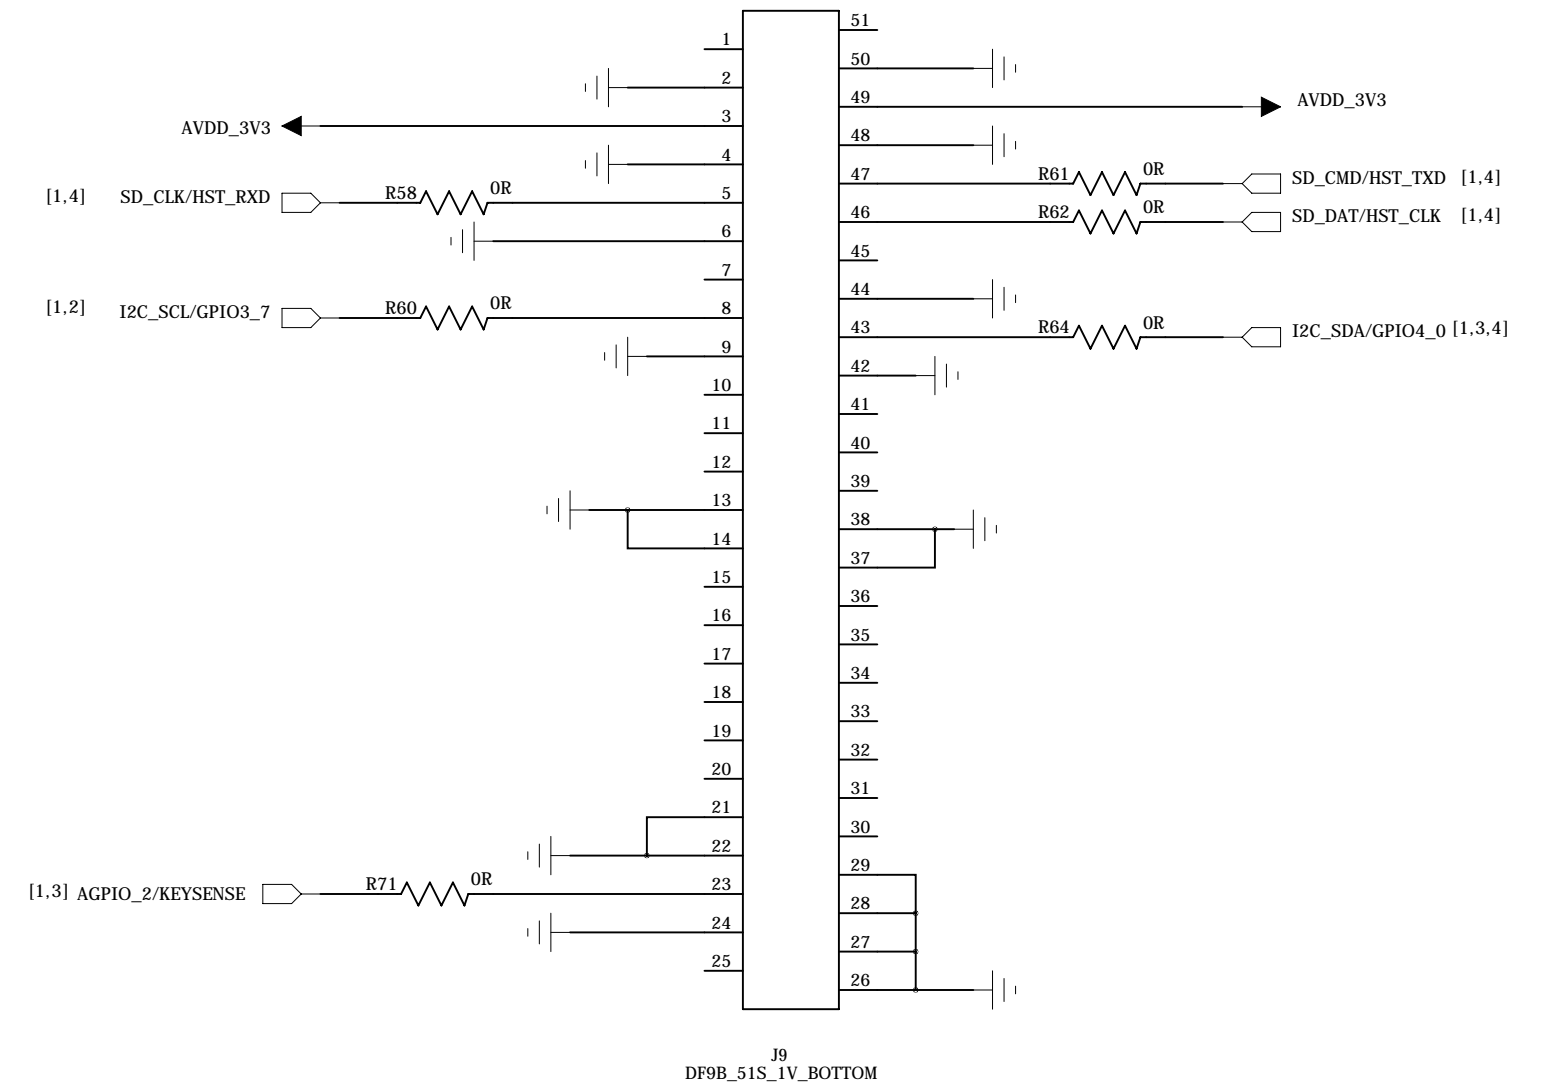 51
1
50
2
49
AVDD_3V3
3
AVDD_3V3
48
4
47
R61
0R
SD_CMD/HST_TXD [1,4]
[1,4] SD_CLK/HST_RXD
R58
0R
5
46
R62
0R
SD_DAT/HST_CLK [1,4]
6
45
7
44
[1,2] I2C_SCL/GPIO3_7
R60
0R
8
43
R64
0R
I2C_SDA/GPIO4_0 [1,3,4]
9
42
10
41
11
40
12
39
13
38
14
37
15
36
16
35
17
34
18
33
19
32
20
31
21
30
22
29
[1,3] AGPIO_2/KEYSENSE
R71
0R
23
28
24
27
25
26
J9
DF9B_51S_1V_BOTTOM